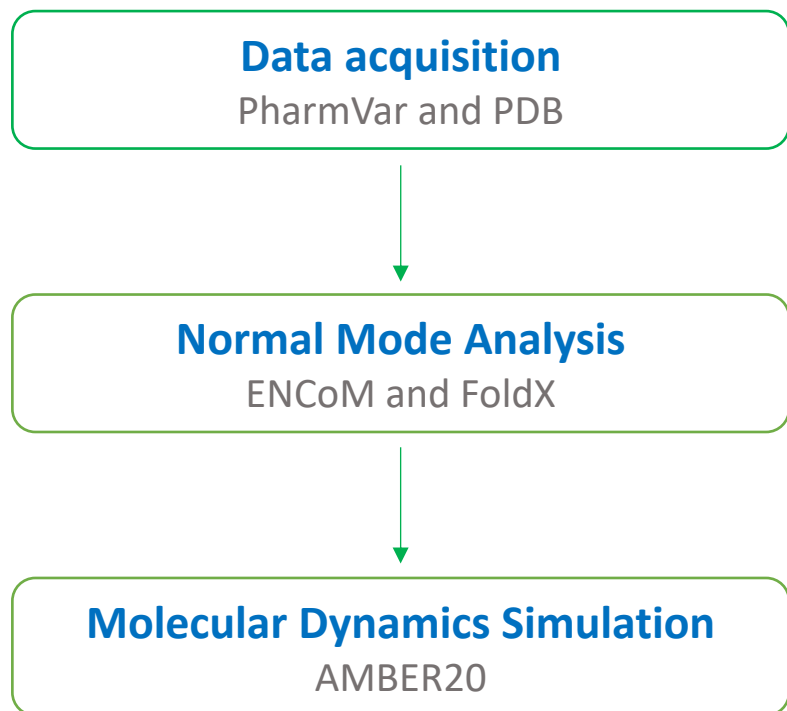 Data acquisition
PharmVar and PDB
Normal Mode Analysis
ENCoM and FoldX
Molecular Dynamics Simulation
AMBER20